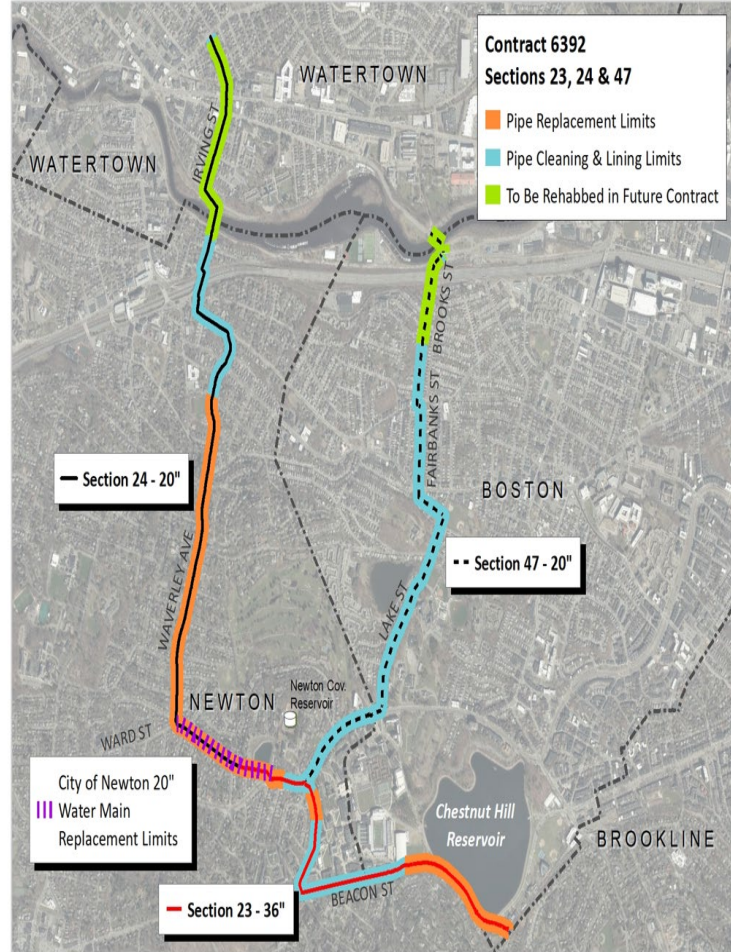 Contract 6392
Sections 23, 24 & 47
Pipe Replacement Limits
Pipe Cleaning & Lining Limits
To Be Rehabbed in Future Contract
WATERTOWN
WATERTOWN
IRVING ST
BROOKS ST
FAIRBANKS ST
Section 24 - 20"
BOSTON
Section 47 - 20"
WAVERLEY AVE
LAKE ST
NEWTON
Newton Cov.
Reservoir
WARD ST
City of Newton 20"
Water Main
Replacement Limits
Chestnut Hill
Reservoir
BROOKLINE
BEACON ST
Section 23 - 36"